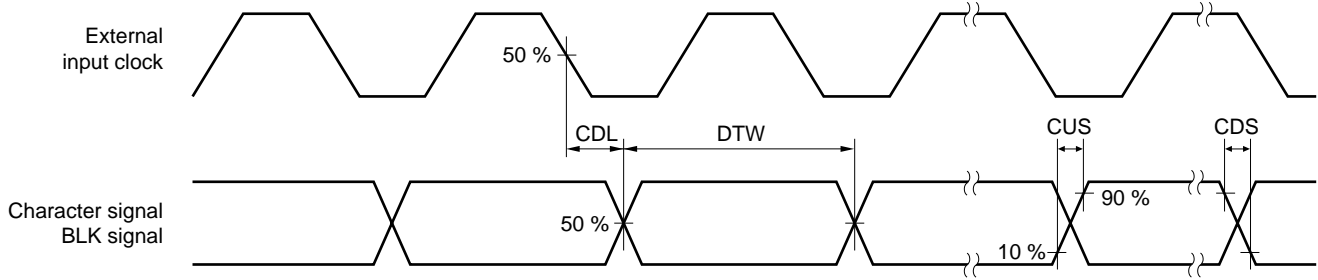 External
input clock
50 %
CDL
DTW
CUS
CDS
Character signal
BLK signal
50 %
90 %
10 %